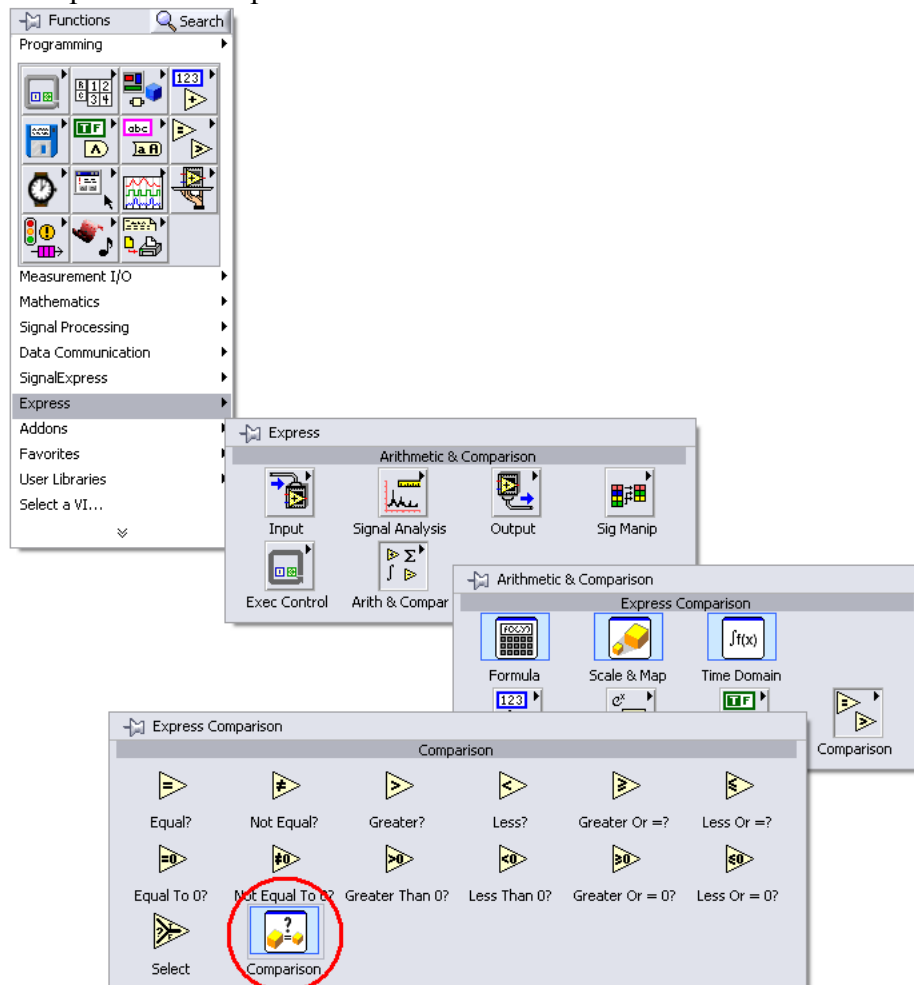 Functions Search
Programming
Measurement I/O
Mathematics
Signal Processing
Data Communication
SignalExpress
Express
Addons
Favorites
User Libraries
Select a VI...
Express
Arithmetic & Comparison
Input Signal Analysis Output Sig Manip
Exec Control Arith & Compar
Arithmetic & Comparison
Express Comparison
Formula Scale & Map Time Domain
Comparison
Express Comparison
Comparison
Equal? Not Equal? Greater? Less? Greater Or =? Less Or =?
Equal To 0? Not Equal To 0? Greater Than 0? Less Than 0? Greater Or = 0? Less Or = 0?
Select Comparison